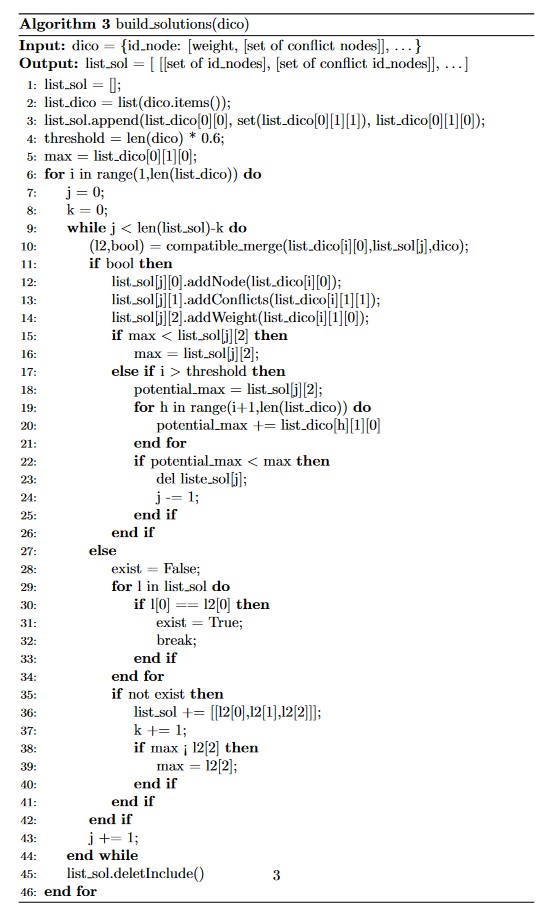 Algorithm 3 build_solutions(dico)
Input: dico = {id_node: [weight, [set of conflict nodes]], ...}
Output: list_sol = [ [[set of id_nodes], [set of conflict id_nodes]], ...]
1: list_sol = [];
2: list_dico = list(dico.items());
3: list_sol.append(list_dico[0][0], set(list_dico[0][1][1]), list_dico[0][1][0]);
4: threshold = len(dico) * 0.6;
5: max = list_dico[0][1][0];
6: for i in range(1,len(list_dico)) do
7: j = 0;
8: k = 0;
9: while j < len(list_sol)-k do
10: (l2,bool) = compatible_merge(list_dico[i][0],list_sol[j],dico);
11: if bool then
12: list_sol[j][0].addNode(list_dico[i][0]);
13: list_sol[j][1].addConflicts(list_dico[i][1][1]);
14: list_sol[j][2].addWeight(list_dico[i][1][0]);
15: if max < list_sol[j][2] then
16: max = list_sol[j][2];
17: else if i > threshold then
18: potential_max = list_sol[j][2];
19: for h in range(i+1,len(list_dico)) do
20: potential_max += list_dico[h][1][0]
21: end for
22: if potential_max < max then
23: del liste_sol[j];
24: j -= 1;
25: end if
26: end if
27: else
28: exist = False;
29: for l in list_sol do
30: if l[0] == l2[0] then
31: exist = True;
32: break;
33: end if
34: end for
35: if not exist then
36: list_sol += [[l2[0],l2[1],l2[2]]];
37: k += 1;
38: if max ¡ l2[2] then
39: max = l2[2];
40: end if
41: end if
42: end if
43: j += 1;
44: end while
45: list_sol.deletInclude()
3
46: end for